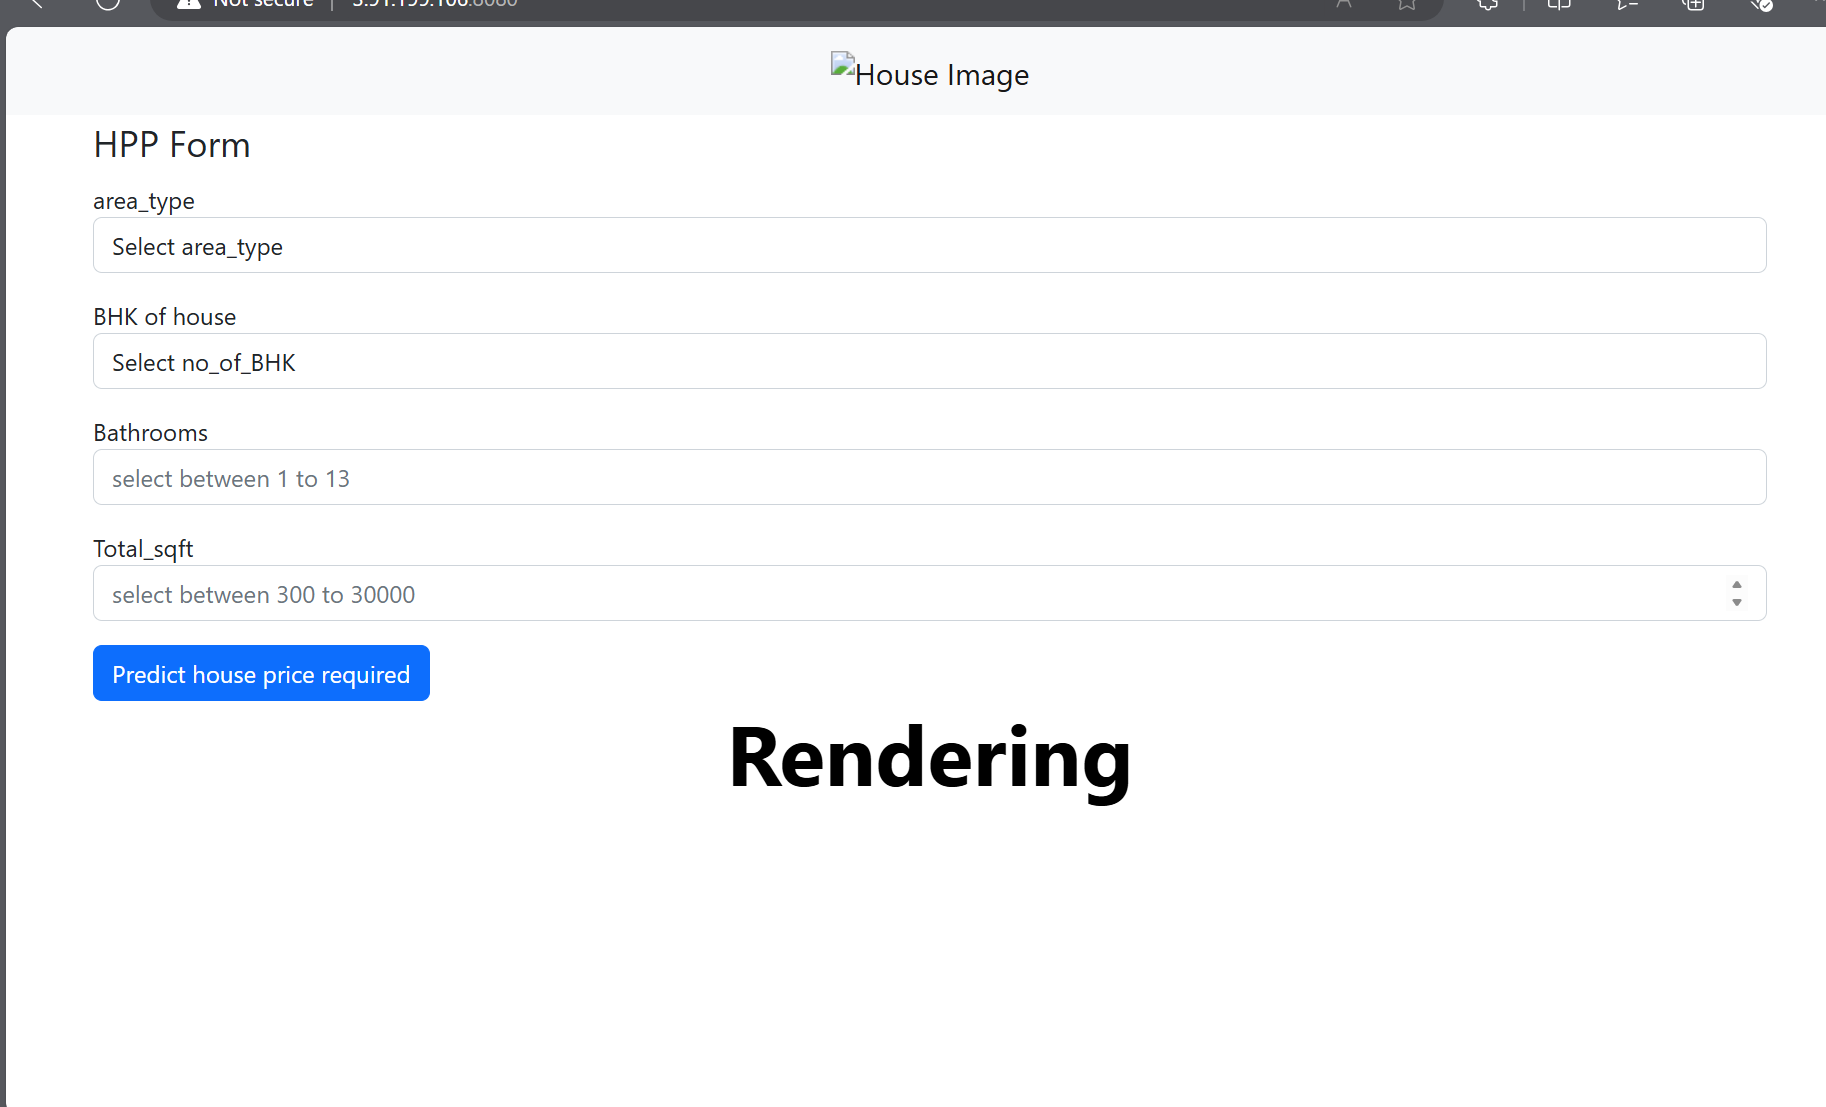 Not secure
3.91.199.106:8080
House Image
HPP Form
area_type
Select area_type
BHK of house
Select no_of_BHK
Bathrooms
select between 1 to 13
Total_sqft
select between 300 to 30000
Predict house price required
Rendering